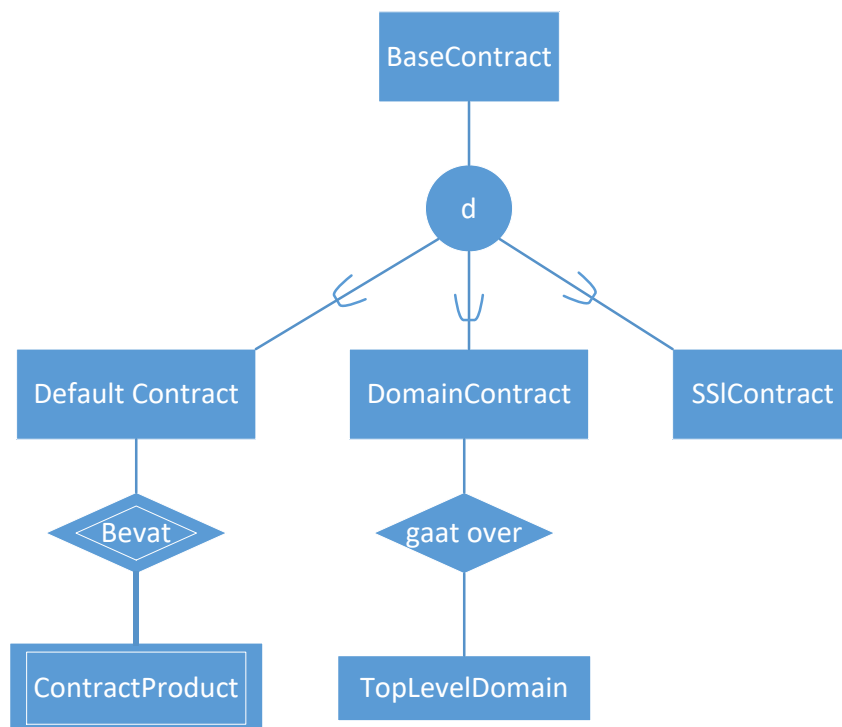 BaseContract
d
Default Contract
DomainContract
SSlContract
Bevat
gaat over
ContractProduct
TopLevelDomain